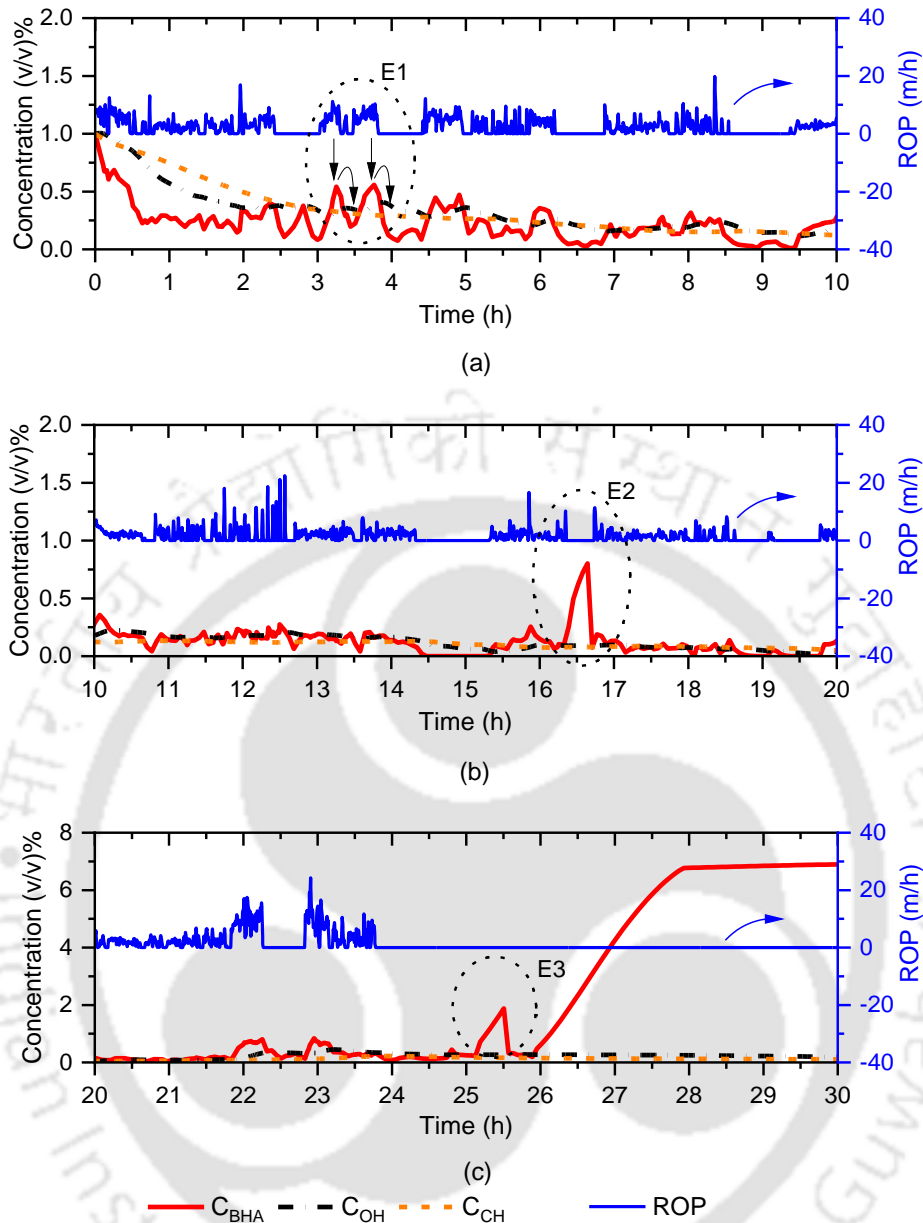 2.0 1.5 1.0 0.5 0.0
Concentration (v/v)%
E1
40 20 0 -20 -40
ROP (m/h)
0 1 2 3 4 5 6 7 8 9 10
Time (h)
(a)
2.0 1.5 1.0 0.5 0.0
Concentration (v/v)%
E2
40 20 0 -20 -40
ROP (m/h)
10 11 12 13 14 15 16 17 18 19 20
Time (h)
(b)
8 6 4 2 0
Concentration (v/v)%
E3
40 20 0 -20 -40
ROP (m/h)
20 21 22 23 24 25 26 27 28 29 30
Time (h)
(c)
C_BHA C_OH C_CH ROP